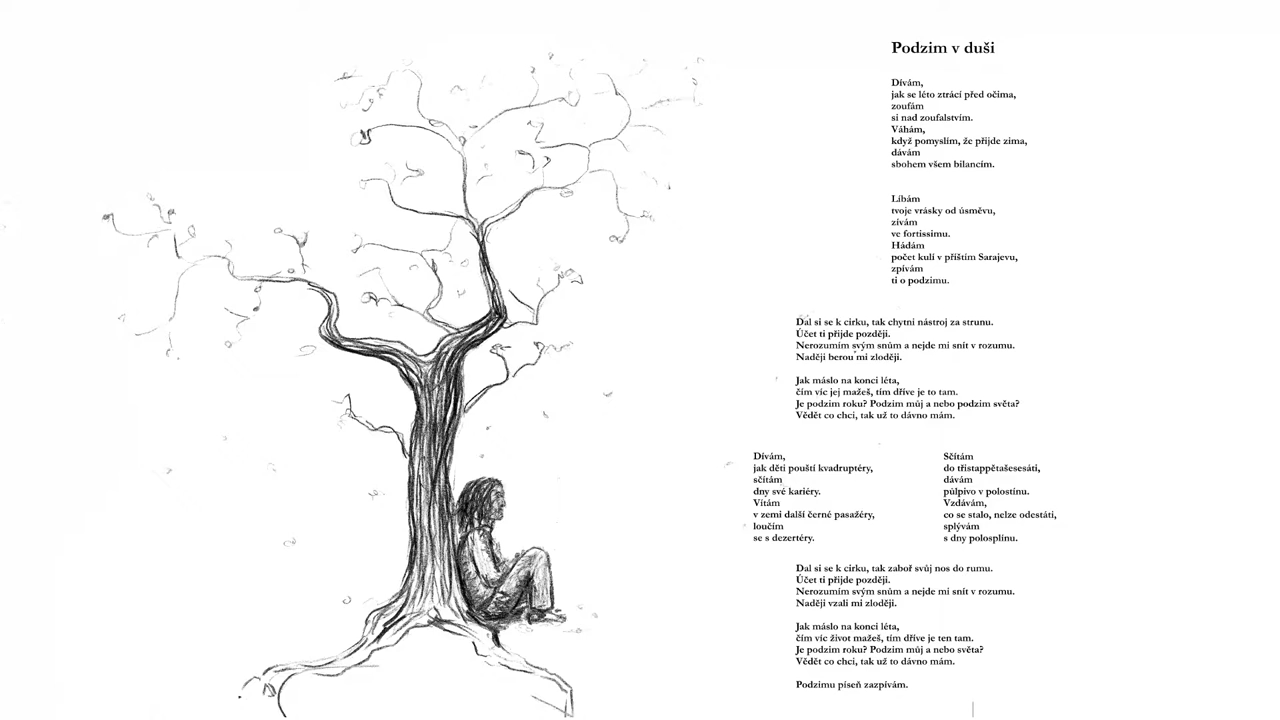 Podzim v duši
Dívám,
jak se léto ztrácí před očima,
zoufám
si nad zoufalstvím.
Váhám,
když pomyslím, že přijde zima,
dávám
sbohem všem bilancím.
Líbám
tvoje vrásky od úsměvu,
zívám
ve fortissimu.
Hádám
počet kulí v příštím Sarajevu,
zpívám
ti o podzimu.
Dal si se k cirku, tak chytni nástroj za strunu.
Účet ti přijde později.
Nerozumím svým snům a nejde mi snít v rozumu.
Naději berou mi zloději.
Jak máslo na konci léta,
čím víc jej mažeš, tím dříve je to tam.
Je podzim roku? Podzim můj a nebo podzim světa?
Vědět co chci, tak už to dávno mám.
Dívám,
jak děti pouští kvadruptéry,
sčítám
dny své kariéry.
Vítám
v zemi další černé pasažéry,
loučím
se s dezertéry.
Sčítám
do třistappětašesesáti,
dávám
půlpivo v polostínu.
Vzdávám,
co se stalo, nelze odestáti,
splývám
s dny polosplínu.
Dal si se k cirku, tak zaboř svůj nos do rumu.
Účet ti přijde později.
Nerozumím svým snům a nejde mi snít v rozumu.
Naději vzali mi zloději.
Jak máslo na konci léta,
čím víc život mažeš, tím dříve je ten tam.
Je podzim roku? Podzim můj a nebo světa?
Vědět co chci, tak už to dávno mám.
Podzimu píseň zazpívám.